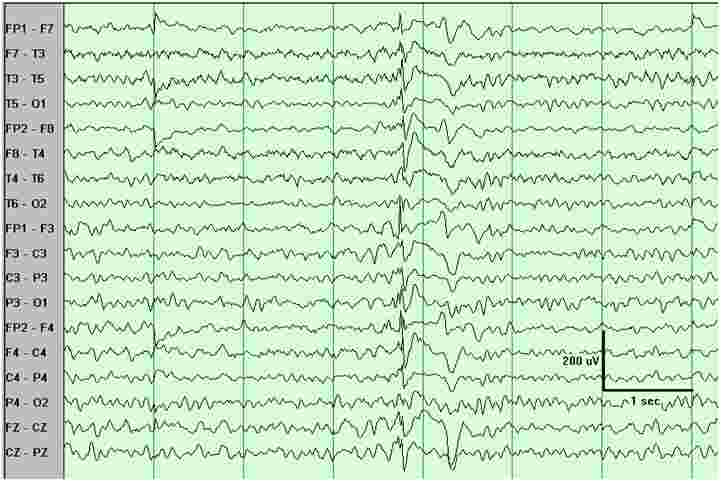 FP1 - F7
F7 - T3
T3 - T5
T5 - O1
FP2 - F8
F8 - T4
T4 - T6
T6 - O2
FP1 - F3
F3 - C3
C3 - P3
P3 - O1
FP2 - F4
F4 - C4
200 uV
C4 - P4
1 sec
P4 - O2
FZ - CZ
CZ - PZ